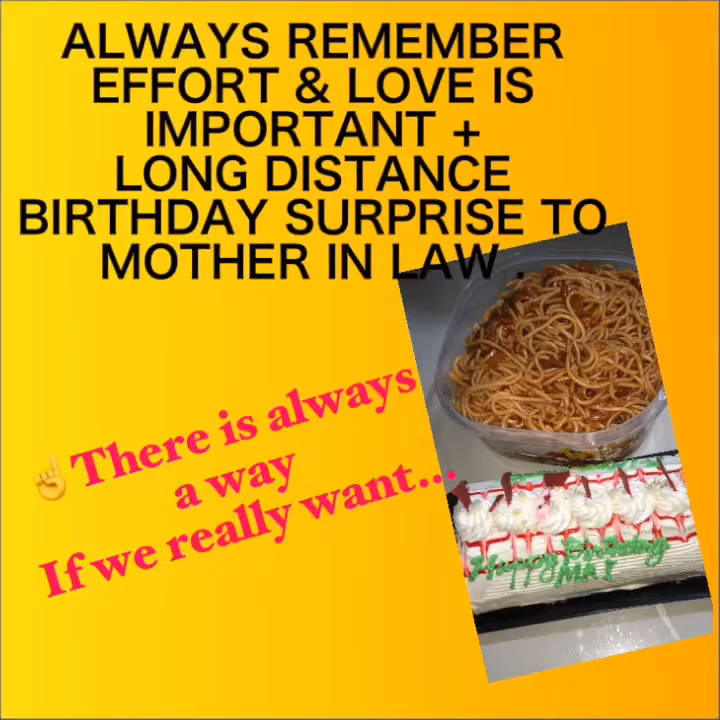 ALWAYS REMEMBER
EFFORT & LOVE IS
IMPORTANT +
LONG DISTANCE
BIRTHDAY SURPRISE TO
MOTHER IN LAW .
☝There is always
a way
If we really want...
Happy Birthday